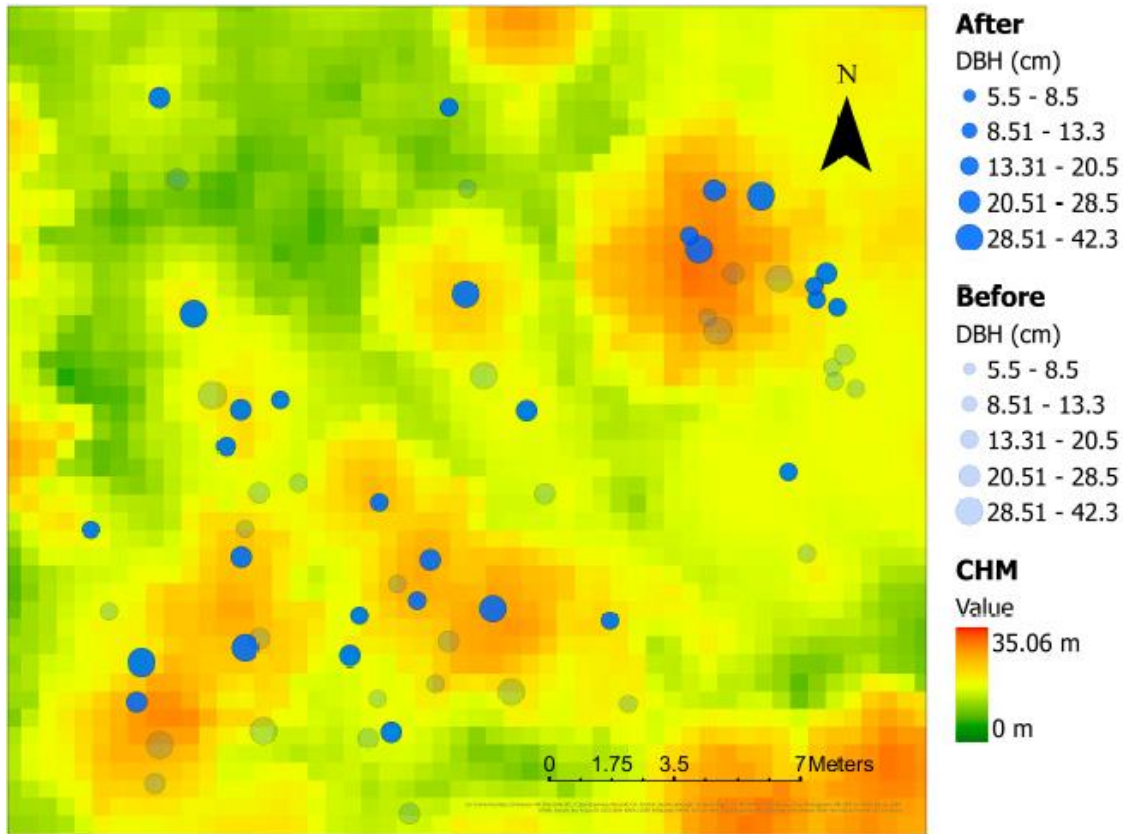 N
After
DBH (cm)
5.5 - 8.5
8.51 - 13.3
13.31 - 20.5
20.51 - 28.5
28.51 - 42.3
Before
DBH (cm)
5.5 - 8.5
8.51 - 13.3
13.31 - 20.5
20.51 - 28.5
28.51 - 42.3
CHM
Value
35.06 m
0 m
0 1.75 3.5 7 Meters